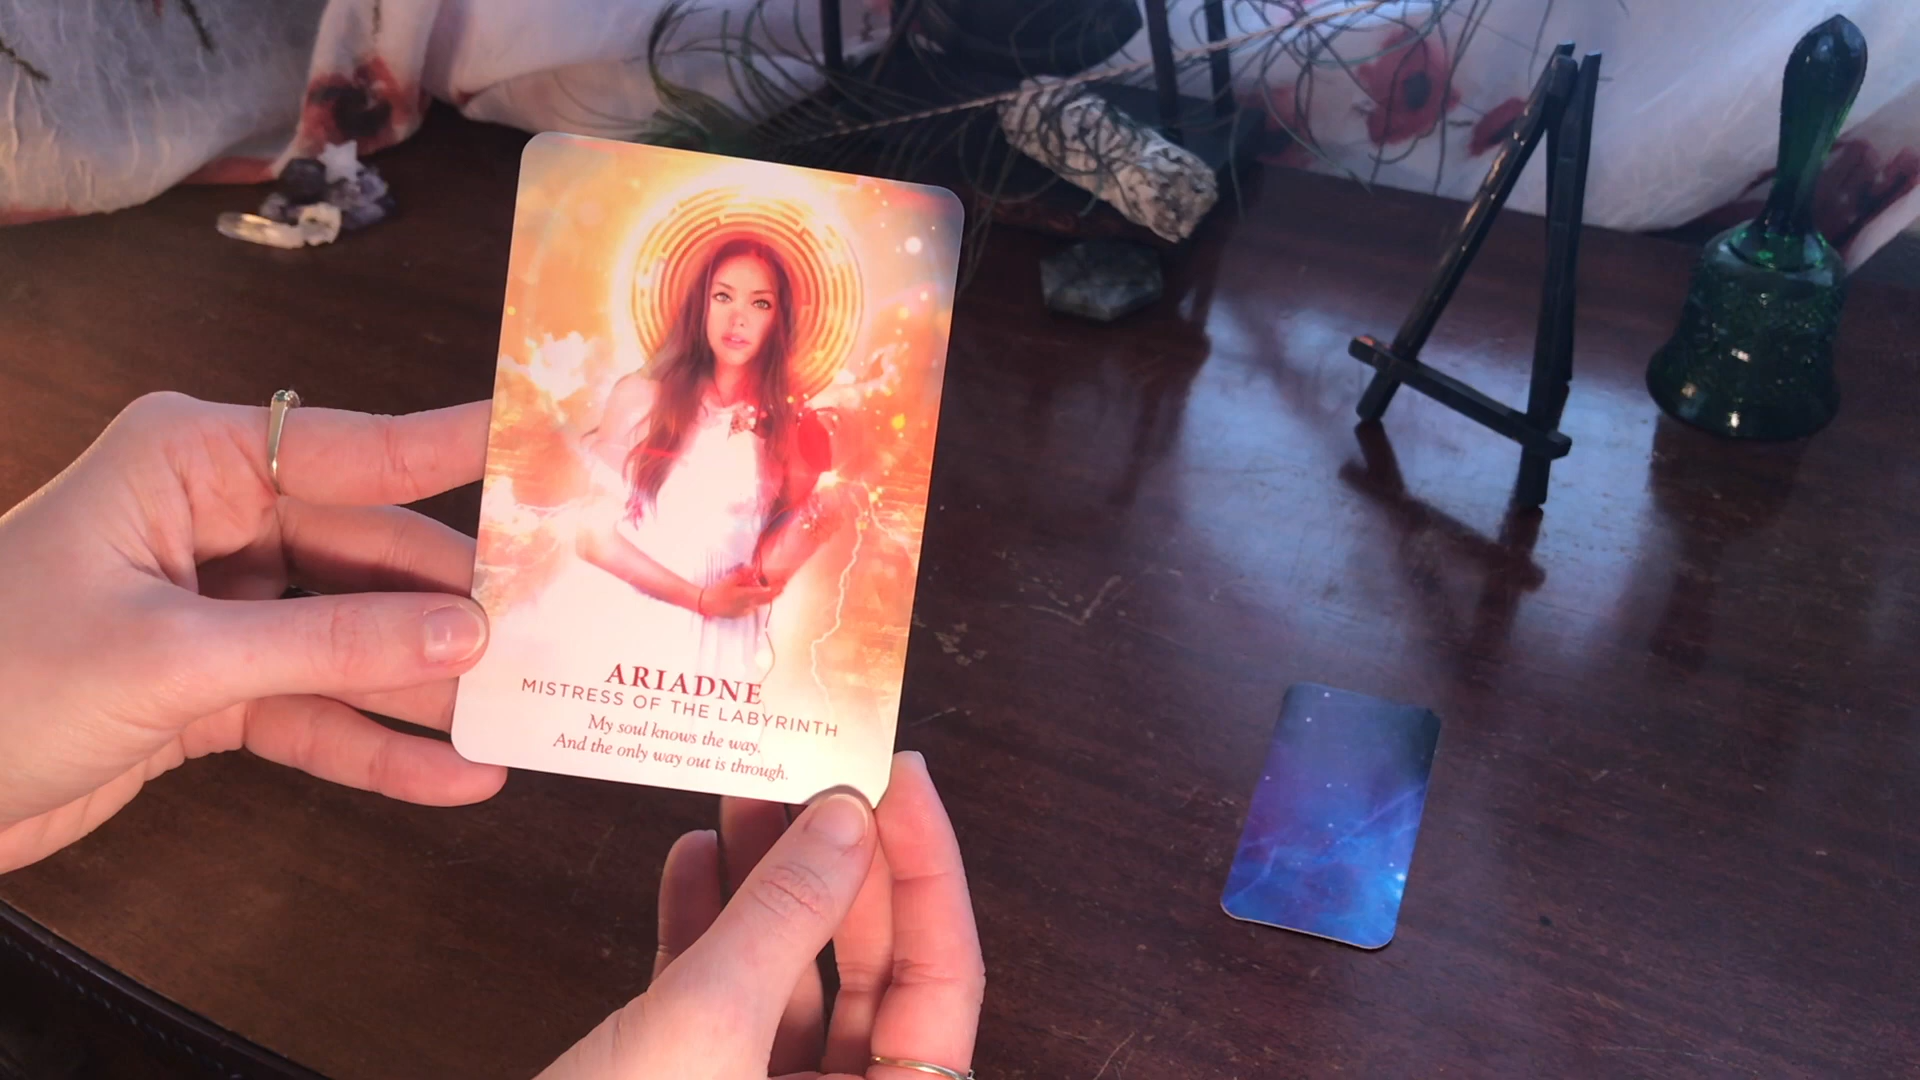 ARIADNE
MISTRESS OF THE LABYRINTH
My soul knows the way.
And the only way out is through.